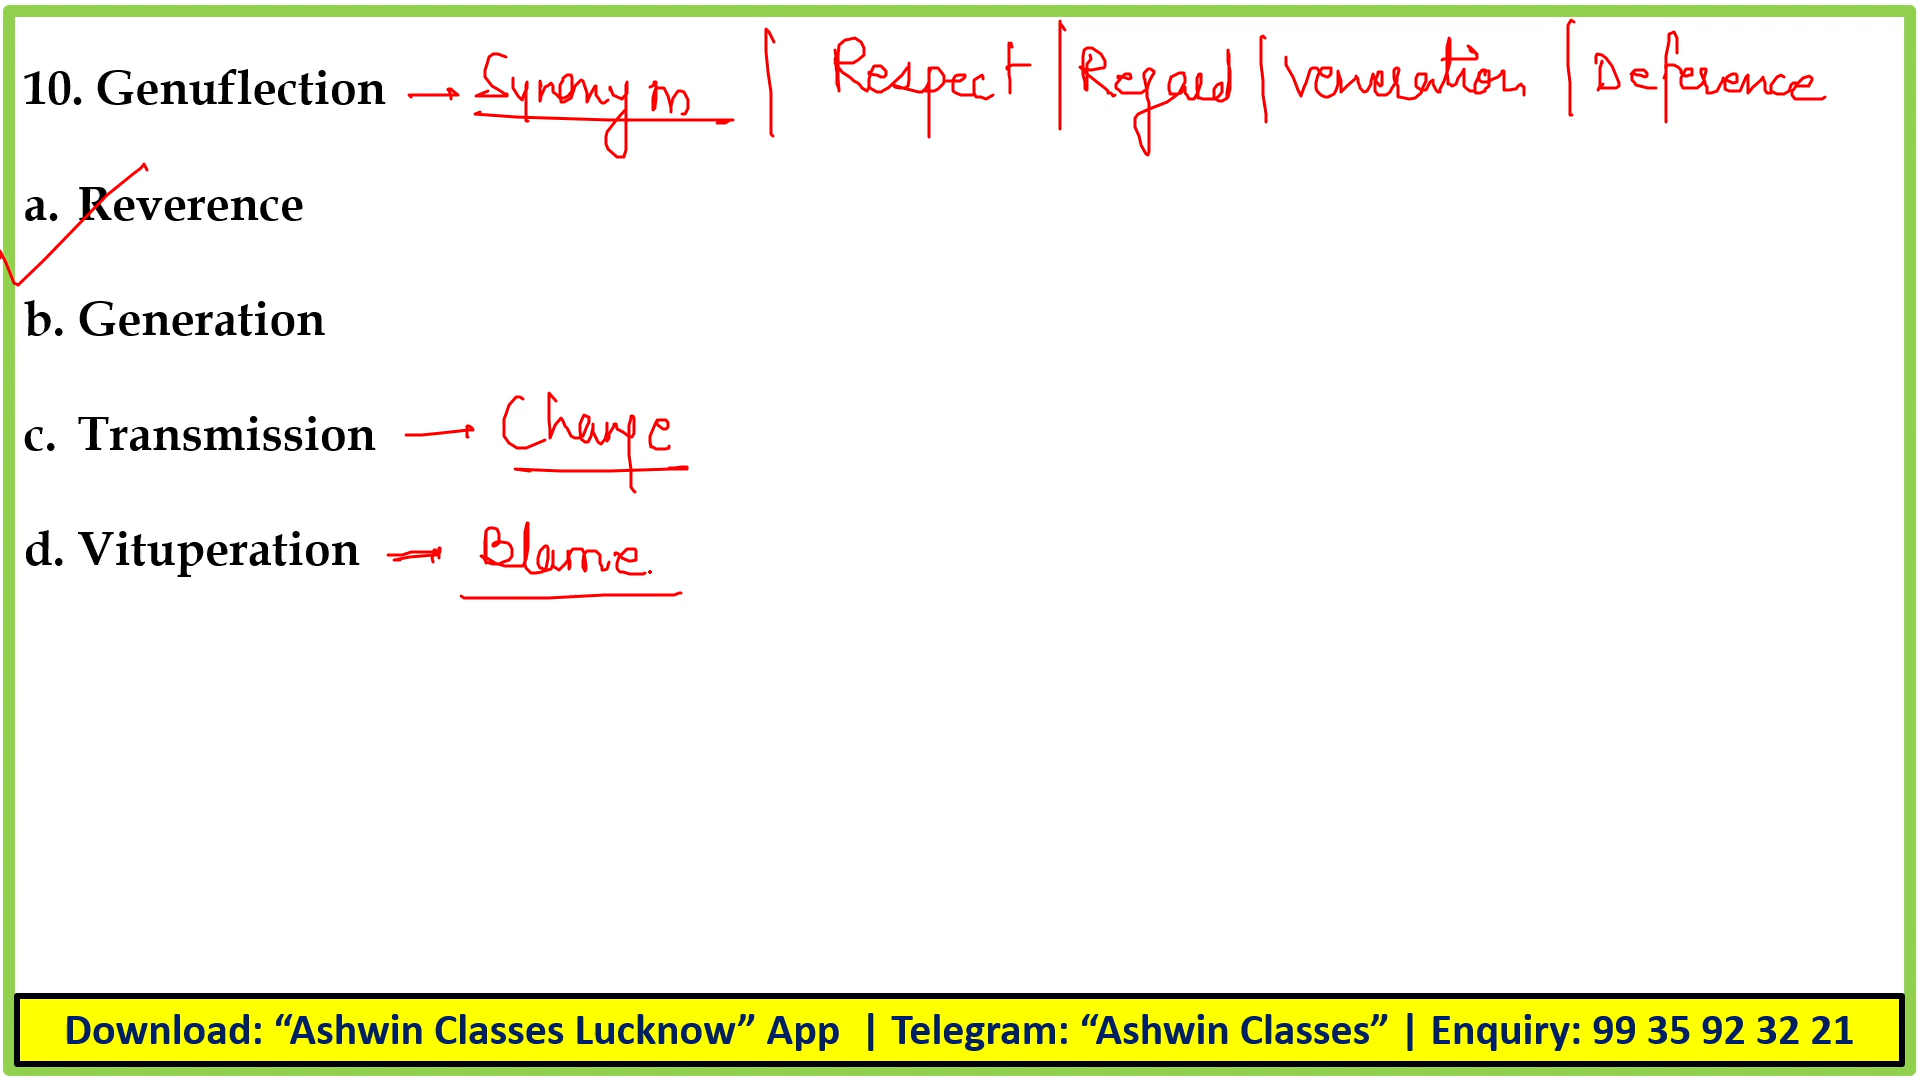 10. Genuflection → Synonym | Respect | Regard | Veneration | Deference
a. Reverence
b. Generation
c. Transmission → Change
d. Vituperation → Blame.
Download: “Ashwin Classes Lucknow” App | Telegram: “Ashwin Classes” | Enquiry: 99 35 92 32 21